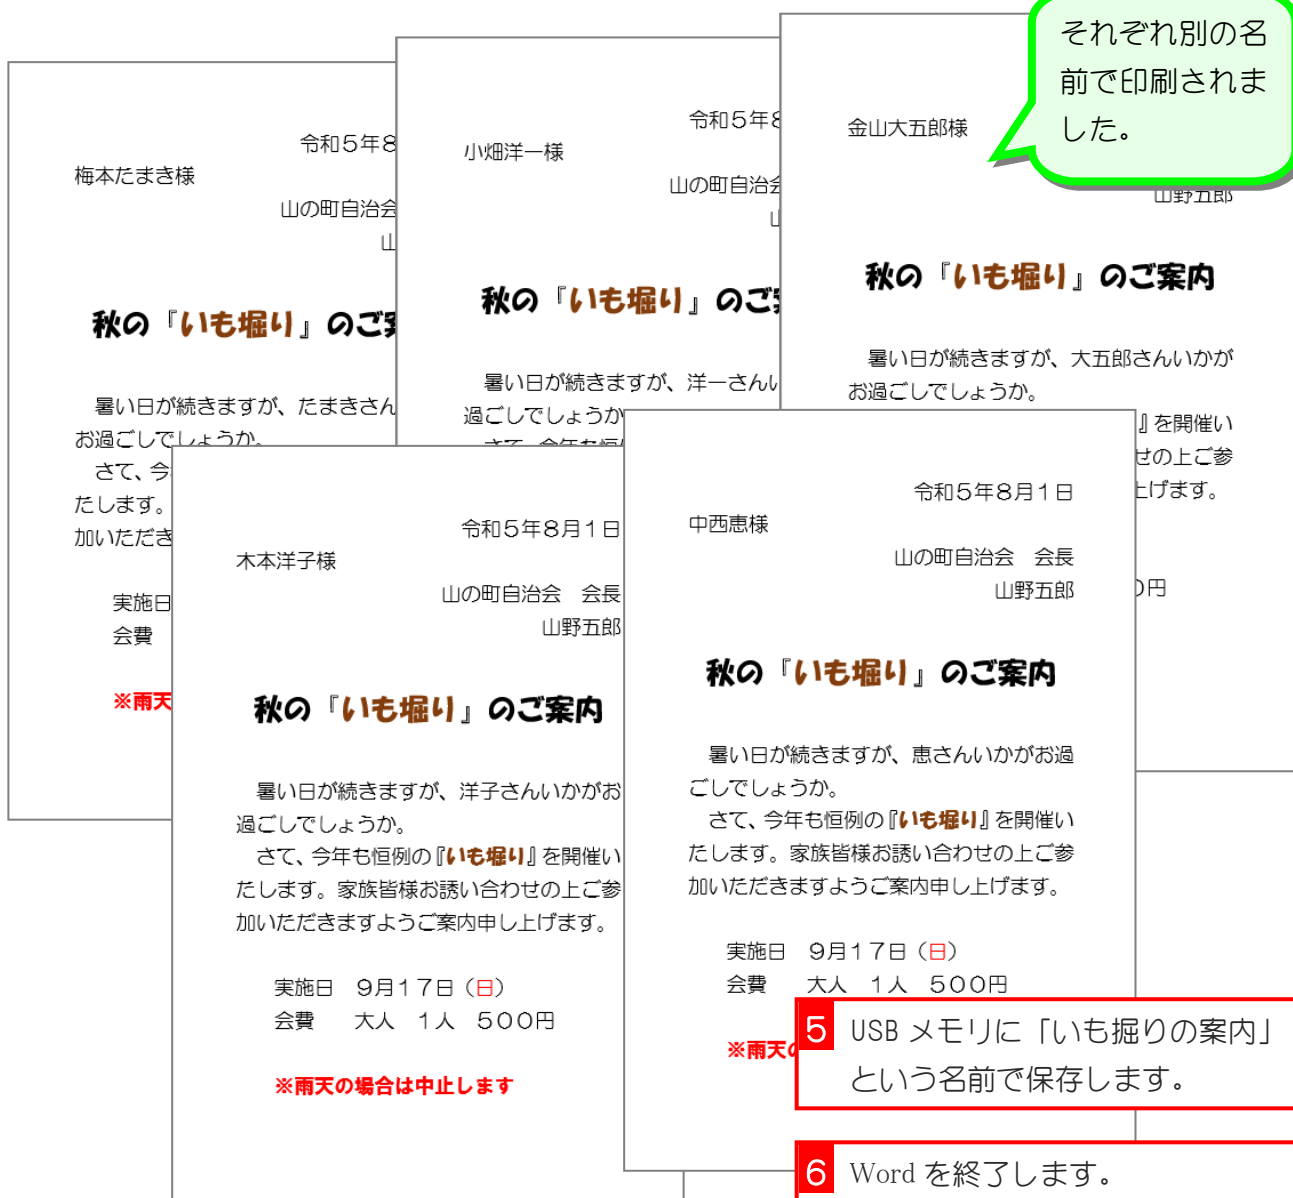 それぞれ別の名
前で印刷されま
した。
令和５年８
梅本たまき様
山の町自治会
秋の『いも堀り』のご
暑い日が続きますが、たまきさん
お過ごしでしょうか。
さて、今
たします。
加いただき
実施日
会費
※雨天
令和５年８
小畑洋一様
山の町自治会
秋の『いも堀り』のご
暑い日が続きますが、洋一さんい
過ごしでしょうか
さて、今年も恒
金山大五郎様
山野五郎
秋の『いも堀り』のご案内
暑い日が続きますが、大五郎さんいかが
お過ごしでしょうか。
』を開催い
せの上ご参
上げます。
０円
令和５年８月１日
木本洋子様
山の町自治会　会長
山野五郎
秋の『いも堀り』のご案内
暑い日が続きますが、洋子さんいかがお
過ごしでしょうか。
さて、今年も恒例の『いも堀り』を開催い
たします。家族皆様お誘い合わせの上ご参
加いただきますようご案内申し上げます。
実施日　９月１７日（日）
会費　　大人　１人　５００円
※雨天の場合は中止します
令和５年８月１日
中西恵様
山の町自治会　会長
山野五郎
秋の『いも堀り』のご案内
暑い日が続きますが、恵さんいかがお過
ごしでしょうか。
さて、今年も恒例の『いも堀り』を開催い
たします。家族皆様お誘い合わせの上ご参
加いただきますようご案内申し上げます。
実施日　９月１７日（日）
会費　　大人　１人　５００円
※雨天の
5 USB メモリに「いも掘りの案内」
という名前で保存します。
6 Word を終了します。